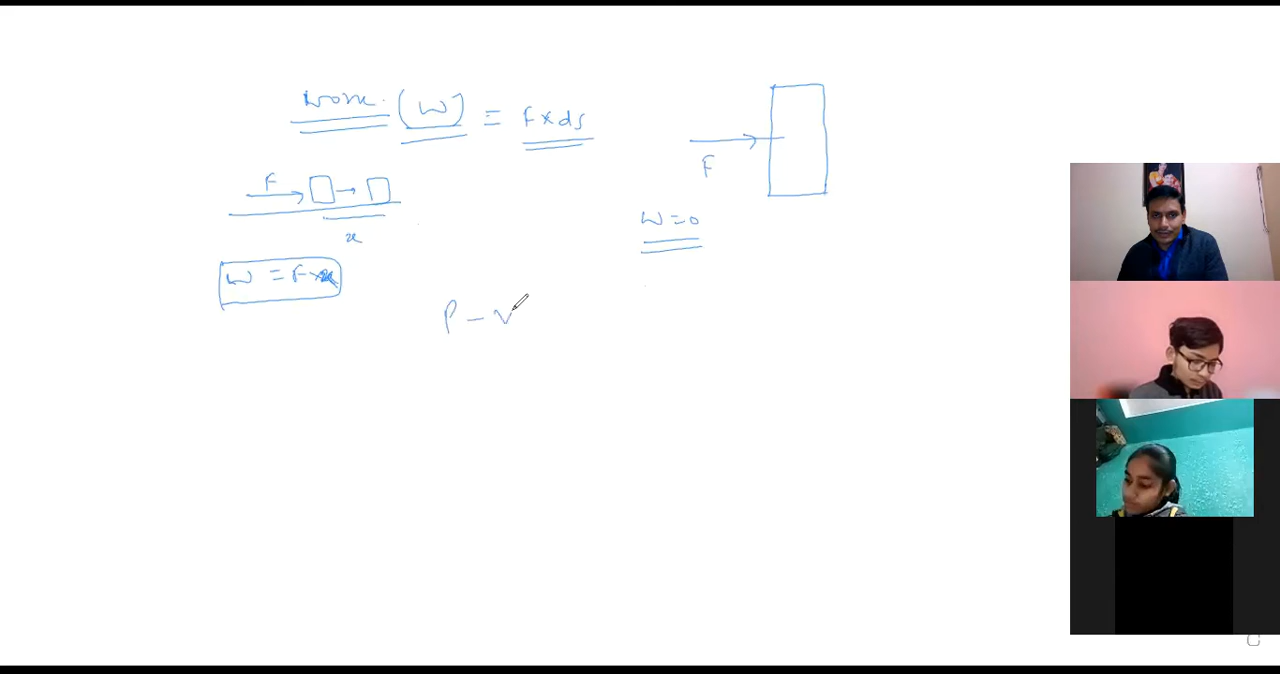 Work (W) = F x ds
F
F
x
W = 0
W = F x x
P - V